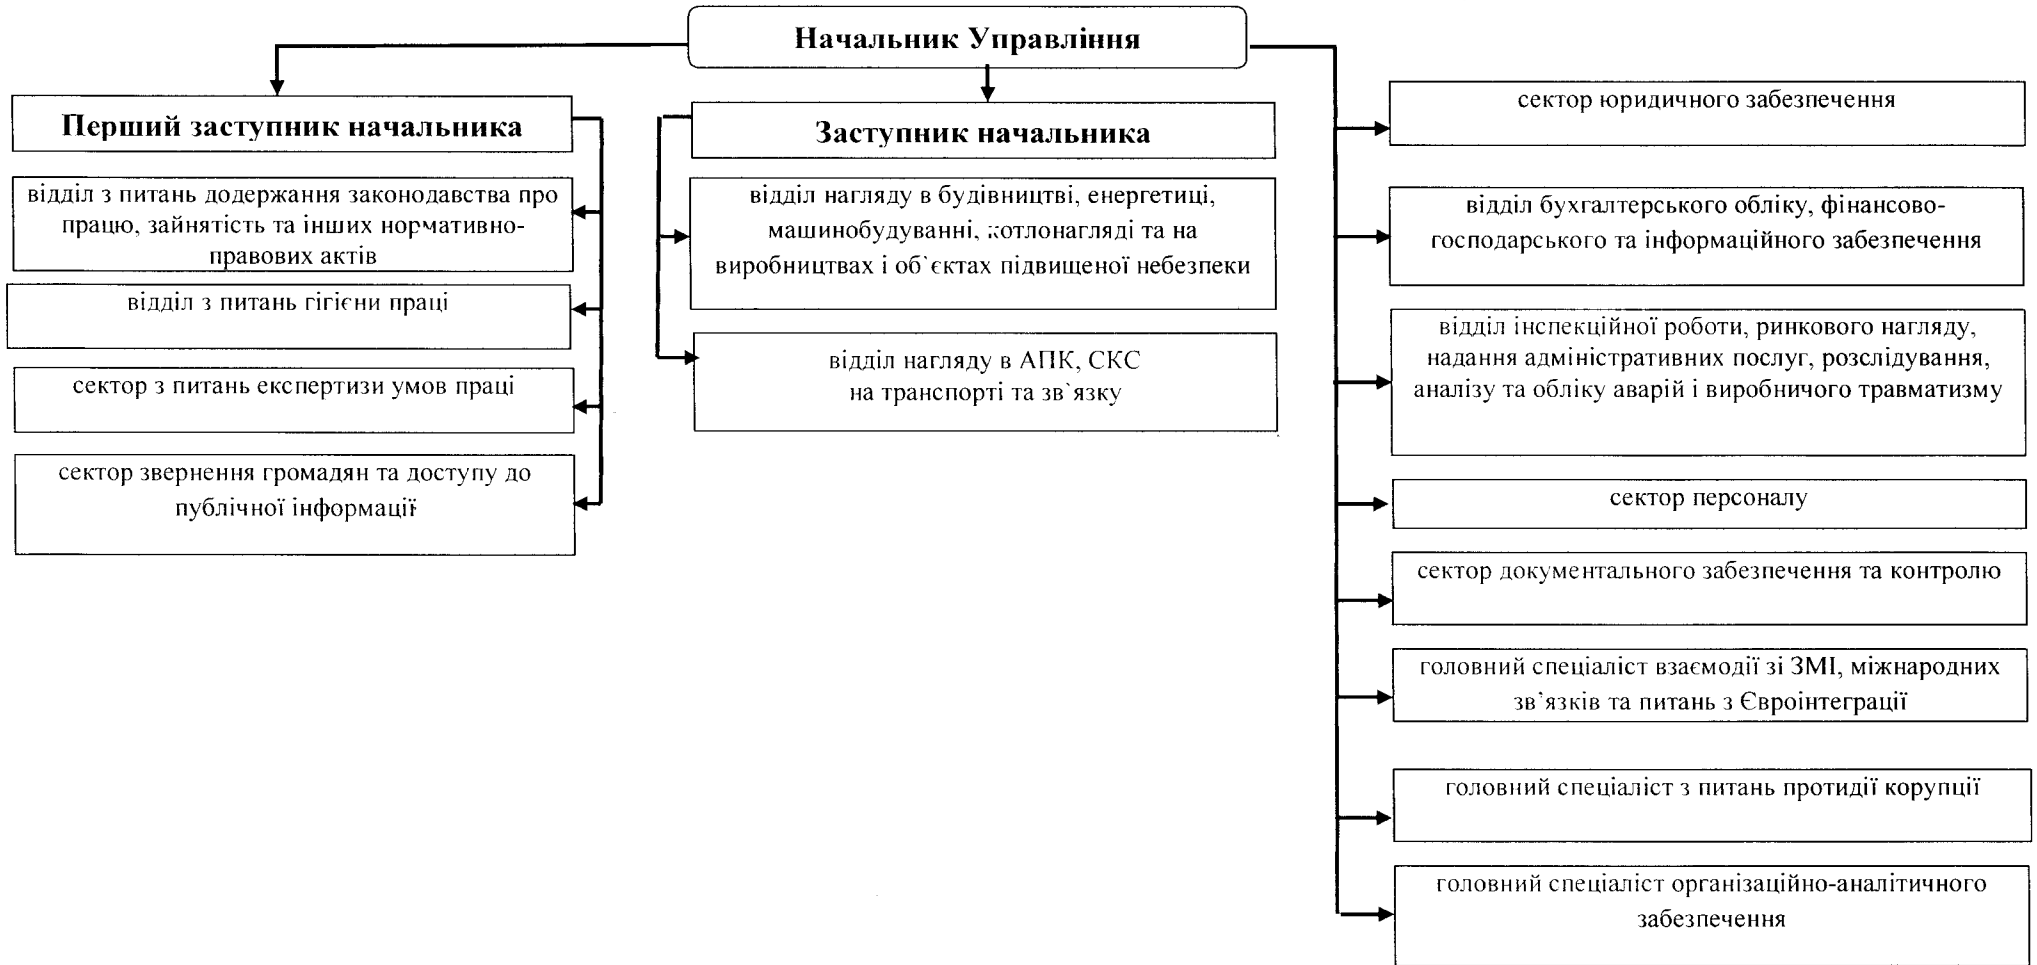 Начальник Управління
Перший заступник начальника
відділ з питань додержання законодавства про
працю, зайнятість та інших нормативно-
правових актів
відділ з питань гігієни праці
сектор з питань експертизи умов праці
сектор звернення громадян та доступу до
публічної інформації
Заступник начальника
відділ нагляду в будівництві, енергетиці,
машинобудуванні, котлонагляді та на
виробництвах і об`єктах підвищеної небезпеки
відділ нагляду в АПК, СКС
на транспорті та зв`язку
сектор юридичного забезпечення
відділ бухгалтерського обліку, фінансово-
господарського та інформаційного забезпечення
відділ інспекційної роботи, ринкового нагляду,
надання адміністративних послуг, розслідування,
аналізу та обліку аварій і виробничого травматизму
сектор персоналу
сектор документального забезпечення та контролю
головний спеціаліст взаємодії зі ЗМІ, міжнародних
зв`язків та питань з Євроінтеграції
головний спеціаліст з питань протидії корупції
головний спеціаліст організаційно-аналітичного
забезпечення